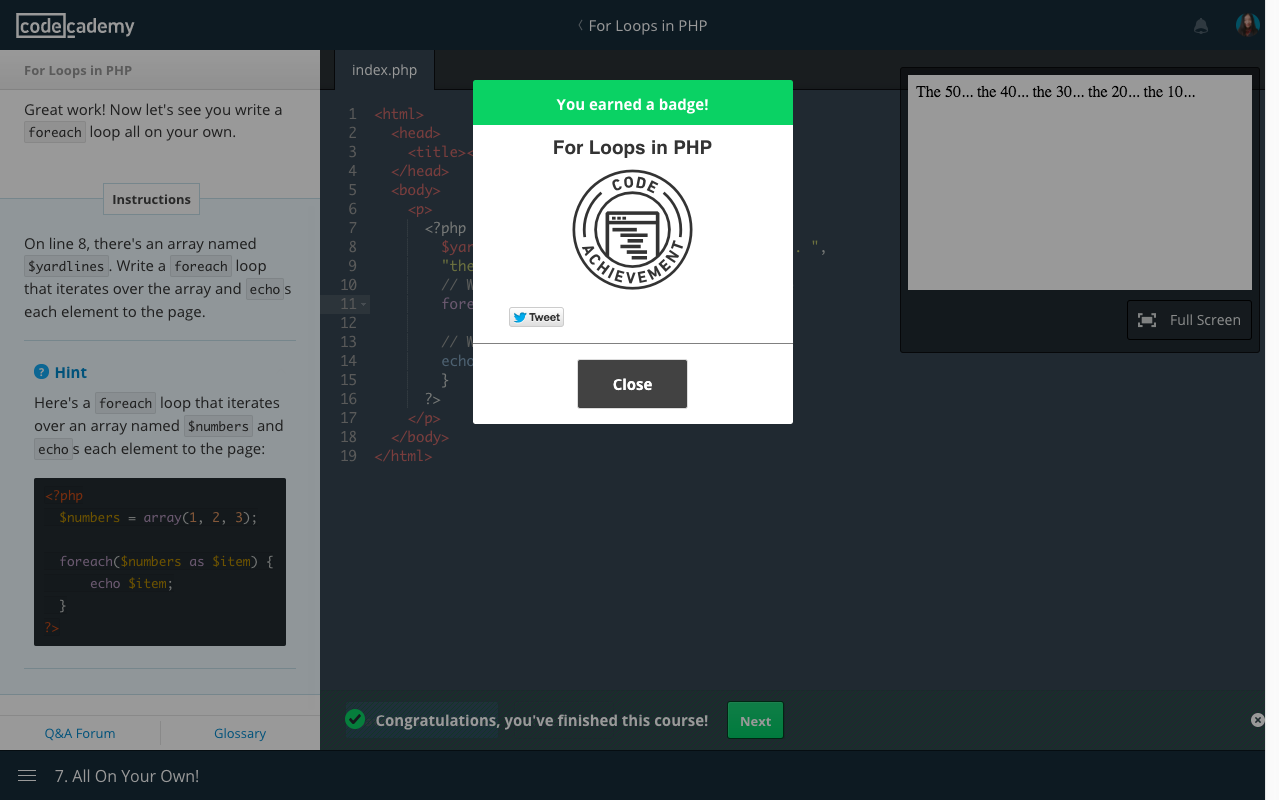 codecademy
For Loops in PHP
For Loops in PHP
Great work! Now let's see you write a
foreach loop all on your own.
Instructions
On line 8, there's an array named
$yardlines. Write a foreach loop
that iterates over the array and echos
each element to the page.
? Hint
Here's a foreach loop that iterates
over an array named $numbers and
echos each element to the page:
<?php
$numbers = array(1, 2, 3);
foreach($numbers as $item) {
echo $item;
}
?>
Q&A Forum
Glossary
index.php
1 <html>
2 <head>
3 <title><
4 </head>
5 <body>
6 <p>
7 <?php
8 $yar . ",
9 "the
10 // W
11 fore
12
13 // W
14 echo
15 }
16 ?>
17 </p>
18 </body>
19 </html>
You earned a badge!
For Loops in PHP
CODE
ACHIEVEMENT
Tweet
Close
The 50... the 40... the 30... the 20... the 10...
Full Screen
Congratulations, you've finished this course!
Next
7. All On Your Own!